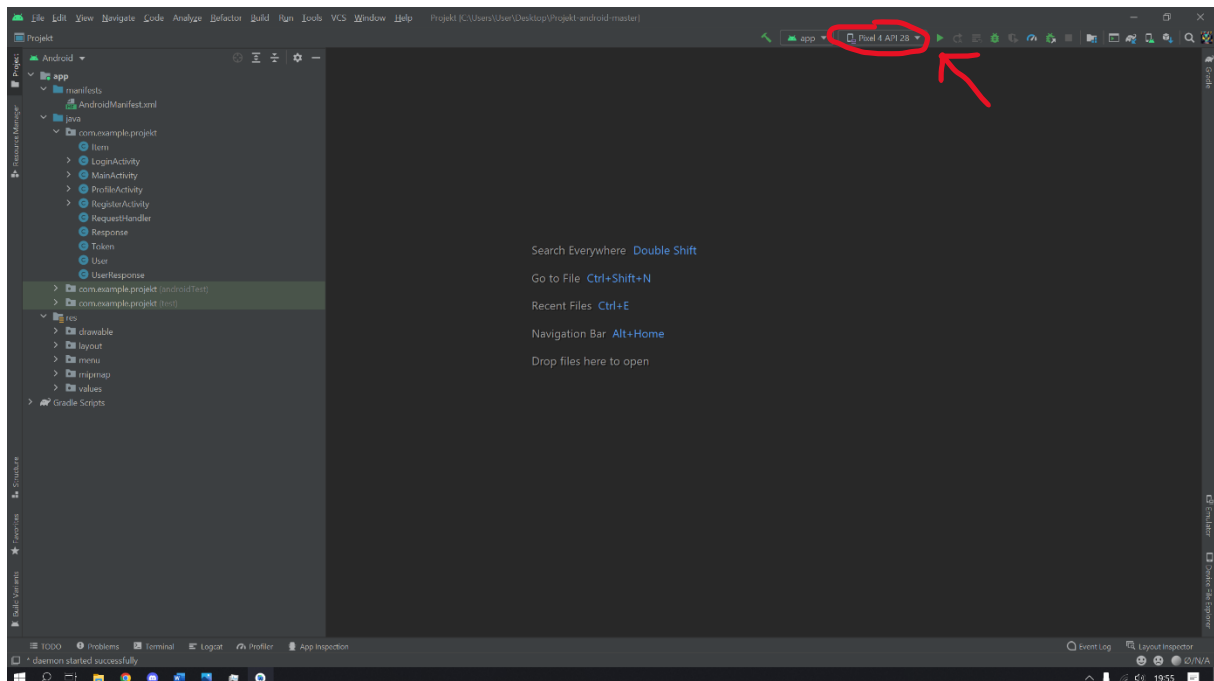 File Edit View Navigate Code Analyze Refactor Build Run Tools VCS Window Help Projekt [C:\Users\User\Desktop\Projekt-android-master]
Projekt app Pixel 4 API 28
Project
Android
app
manifests
AndroidManifest.xml
java
com.example.projekt
Item
LoginActivity
MainActivity
ProfileActivity
RegisterActivity
RequestHandler
Response
Token
User
UserResponse
com.example.projekt (androidTest)
com.example.projekt (test)
res
drawable
layout
menu
mipmap
values
Gradle Scripts
Resource Manager
Structure
Favorites
Build Variants
Search Everywhere Double Shift
Go to File Ctrl+Shift+N
Recent Files Ctrl+E
Navigation Bar Alt+Home
Drop files here to open
Gradle
Emulator
Device File Explorer
TODO Problems Terminal Logcat Profiler App Inspection Event Log Layout Inspector
* daemon started successfully Ø/N/A
19:55